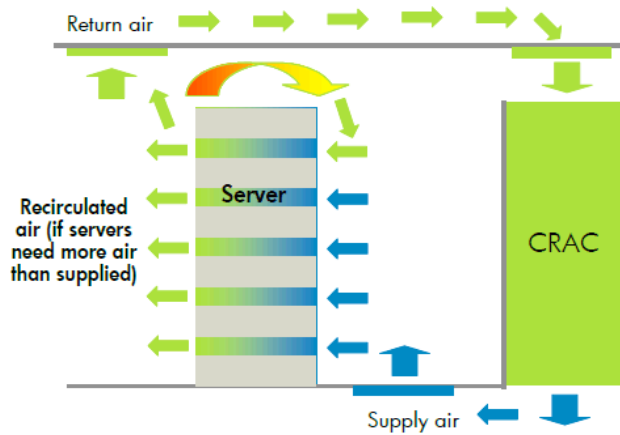 Return air
Server
Recirculated
air (if servers
need more air
than supplied)
CRAC
Supply air